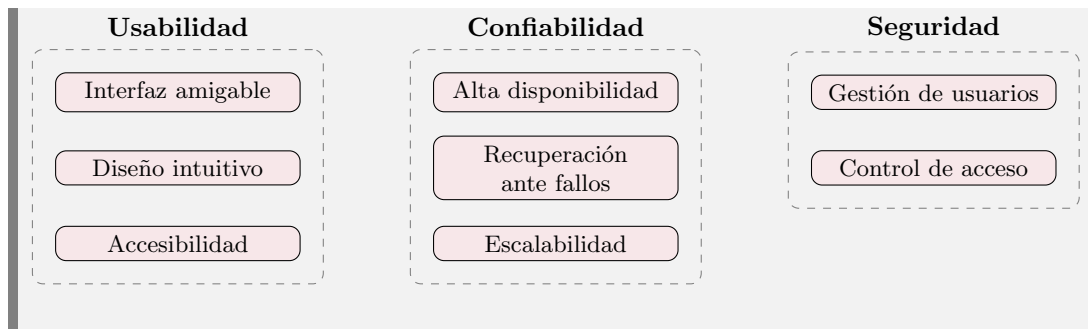 Usabilidad
Interfaz amigable
Diseño intuitivo
Accesibilidad
Confiabilidad
Alta disponibilidad
Recuperación
ante fallos
Escalabilidad
Seguridad
Gestión de usuarios
Control de acceso